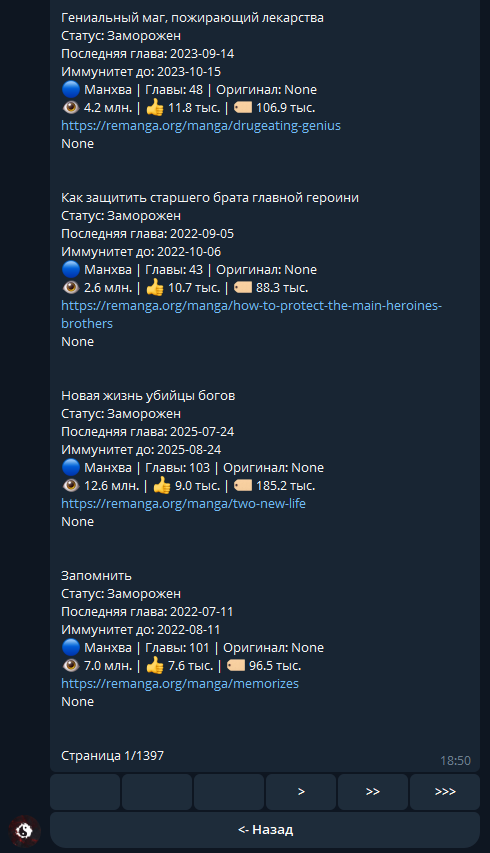 Гениальный маг, пожирающий лекарства
Статус: Заморожен
Последняя глава: 2023-09-14
Иммунитет до: 2023-10-15
🔵 Манхва | Главы: 48 | Оригинал: None
👁 4.2 млн. | 👍 11.8 тыс. | 🏷 106.9 тыс.
https://remanga.org/manga/drugeating-genius
None
Как защитить старшего брата главной героини
Статус: Заморожен
Последняя глава: 2022-09-05
Иммунитет до: 2022-10-06
🔵 Манхва | Главы: 43 | Оригинал: None
👁 2.6 млн. | 👍 10.7 тыс. | 🏷 88.3 тыс.
https://remanga.org/manga/how-to-protect-the-main-heroines-
brothers
None
Новая жизнь убийцы богов
Статус: Заморожен
Последняя глава: 2025-07-24
Иммунитет до: 2025-08-24
🔵 Манхва | Главы: 103 | Оригинал: None
👁 12.6 млн. | 👍 9.0 тыс. | 🏷 185.2 тыс.
https://remanga.org/manga/two-new-life
None
Запомнить
Статус: Заморожен
Последняя глава: 2022-07-11
Иммунитет до: 2022-08-11
🔵 Манхва | Главы: 101 | Оригинал: None
👁 7.0 млн. | 👍 7.6 тыс. | 🏷 96.5 тыс.
https://remanga.org/manga/memorizes
None
Страница 1/1397
18:50
> >> >>>
<- Назад